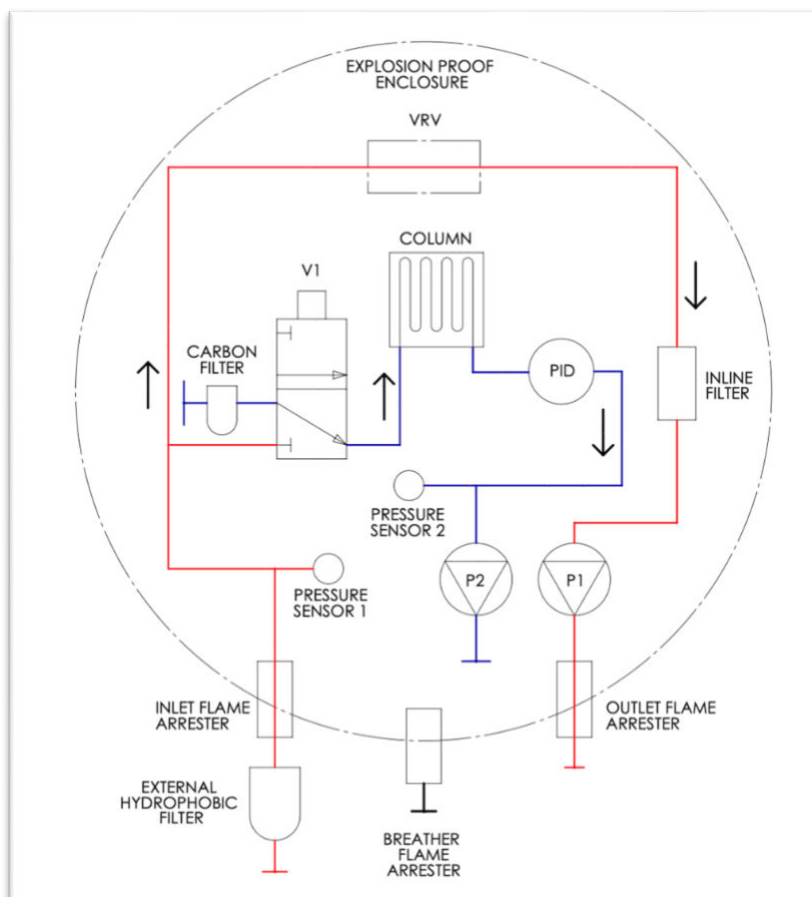 EXPLOSION PROOF
ENCLOSURE
VRV
COLUMN
V1
CARBON
FILTER
PID
INLINE
FILTER
PRESSURE
SENSOR 2
P2
P1
PRESSURE
SENSOR 1
INLET FLAME
ARRESTER
OUTLET FLAME
ARRESTER
EXTERNAL
HYDROPHOBIC
FILTER
BREATHER
FLAME
ARRESTER